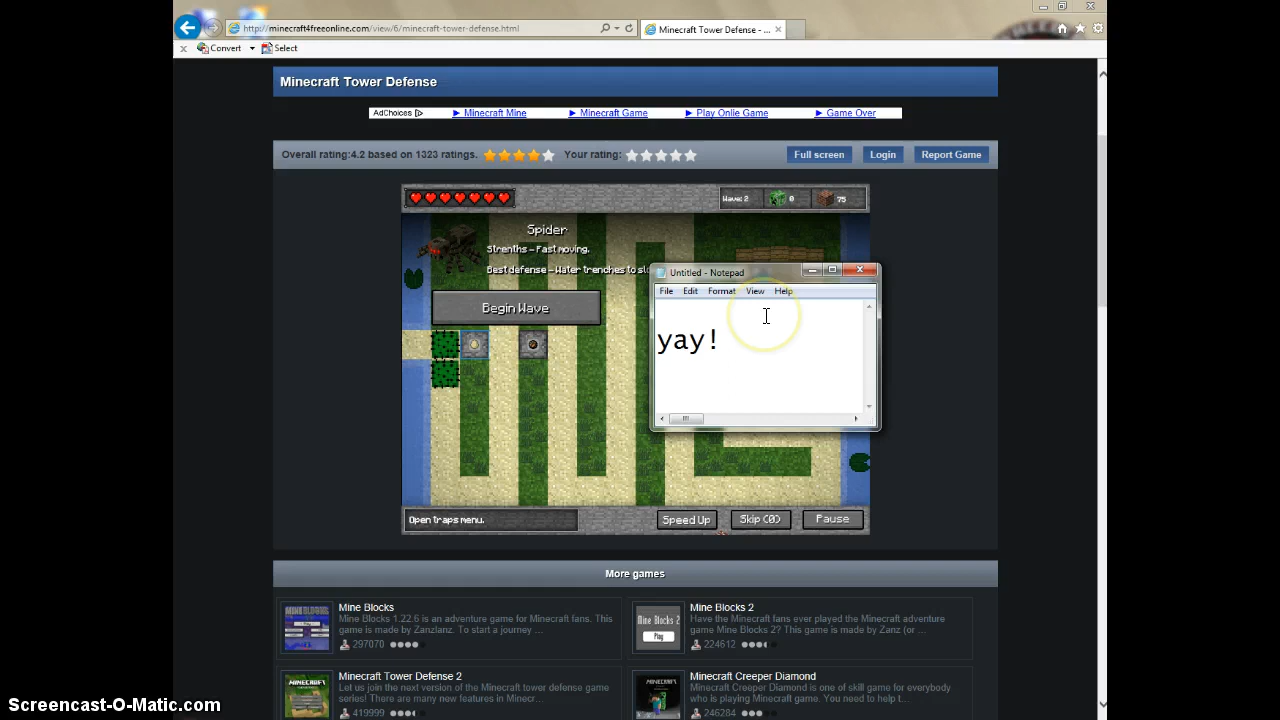 http://minecraft4freeonline.com/view/6/minecraft-tower-defense.html
Minecraft Tower Defense - ...
Convert
Select
Minecraft Tower Defense
AdChoices
Minecraft Mine
Minecraft Game
Play Onlie Game
Game Over
Overall rating:4.2 based on 1323 ratings.
Your rating:
Full screen
Login
Report Game
Wave: 2
0
75
Spider
Strenths - Fast moving.
Best defense - Water trenches to slo
Begin Wave
Untitled - Notepad
File Edit Format View Help
yay!
Open traps menu.
Speed Up
Skip (0)
Pause
More games
Mine Blocks
Mine Blocks 1.22.6 is an adventure game for Minecraft fans. This
game is made by Zanzlanz. To start a journey ...
297070
Mine Blocks 2
Play
Mine Blocks 2
Have the Minecraft fans ever played the Minecraft adventure
game Mine Blocks 2? This game is made by Zanz (or ...
224612
Minecraft Tower Defense 2
Let us join the next version of the Minecraft tower defense game
series! There are many new features in Minecr...
419999
Minecraft Creeper Diamond
Minecraft Creeper Diamond is one of skill game for everybody
who is playing Minecraft game. You need to help t...
246284
Screencast-O-Matic.com